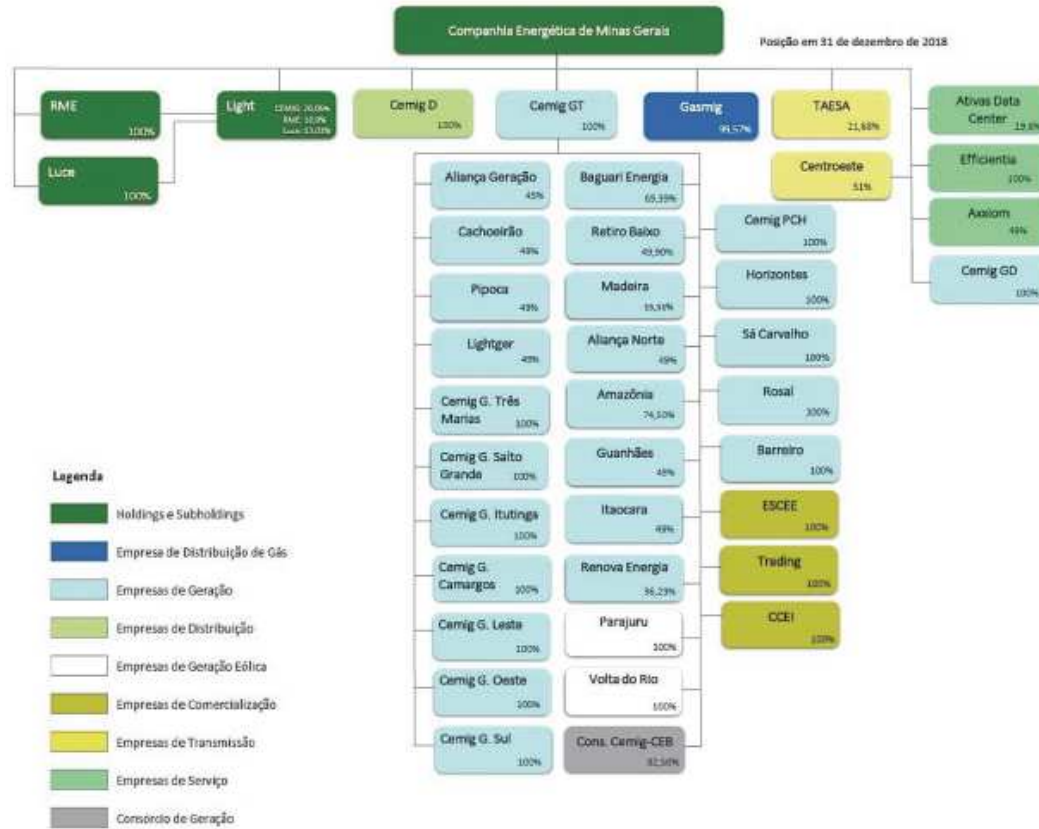 Companhia Energética de Minas Gerais
Posição em 31 de dezembro de 2018
RME
100%
Light
CEMIG:
RME:
Luce:
Cemig D
100%
Cemig GT
100%
Gasmig
99,57%
TAESA
21,68%
Ativas Data
Center
Luce
100%
Centroeste
51%
Efficientia
100%
Axxiom
49%
Cemig GD
100%
Aliança Geração
45%
Cachoeirão
49%
Pipoca
49%
Lightger
49%
Cemig G. Três
Marias 100%
Cemig G. Salto
Grande 100%
Cemig G. Itutinga
100%
Cemig G.
Camargos 100%
Cemig G. Leste
100%
Cemig G. Oeste
100%
Cemig G. Sul
100%
Baguari Energia
69,39%
Retiro Baixo
49,90%
Madeira
Aliança Norte
49%
Amazônia
74,50%
Guanhães
49%
Itaocara
49%
Renova Energia
36,23%
Parajuru
100%
Volta do Rio
100%
Cons. Cemig-CEB
Cemig PCH
100%
Horizontes
100%
Sá Carvalho
100%
Rosal
100%
Barreiro
100%
ESCEE
100%
Trading
100%
CCEI
100%
Legenda
Holdings e Subholdings
Empresa de Distribuição de Gás
Empresas de Geração
Empresas de Distribuição
Empresas de Geração Eólica
Empresas de Comercialização
Empresas de Transmissão
Empresas de Serviço
Consórcio de Geração